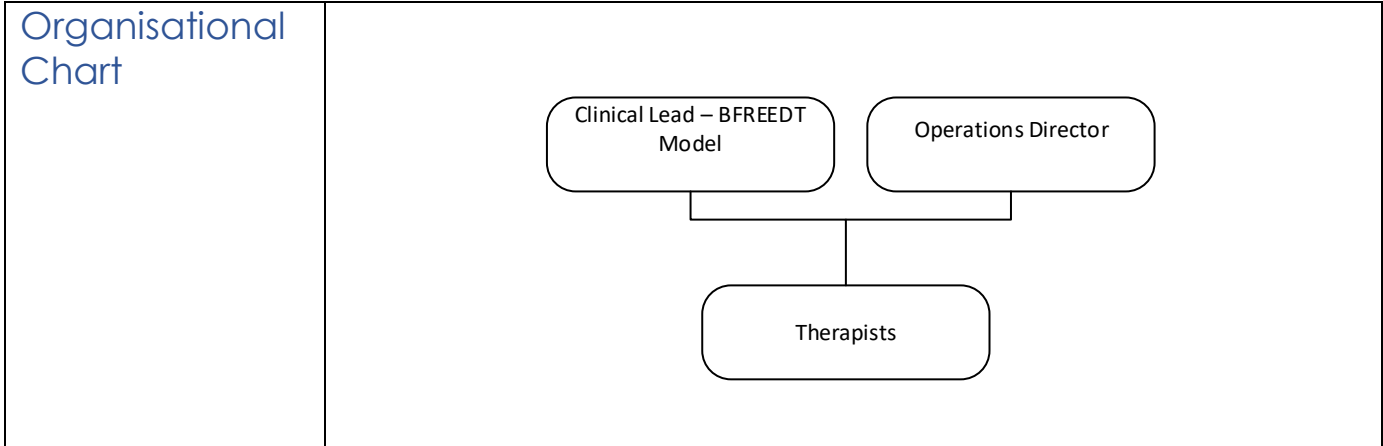 Organisational
Chart
Clinical Lead – BFREEDT
Model
Operations Director
Therapists